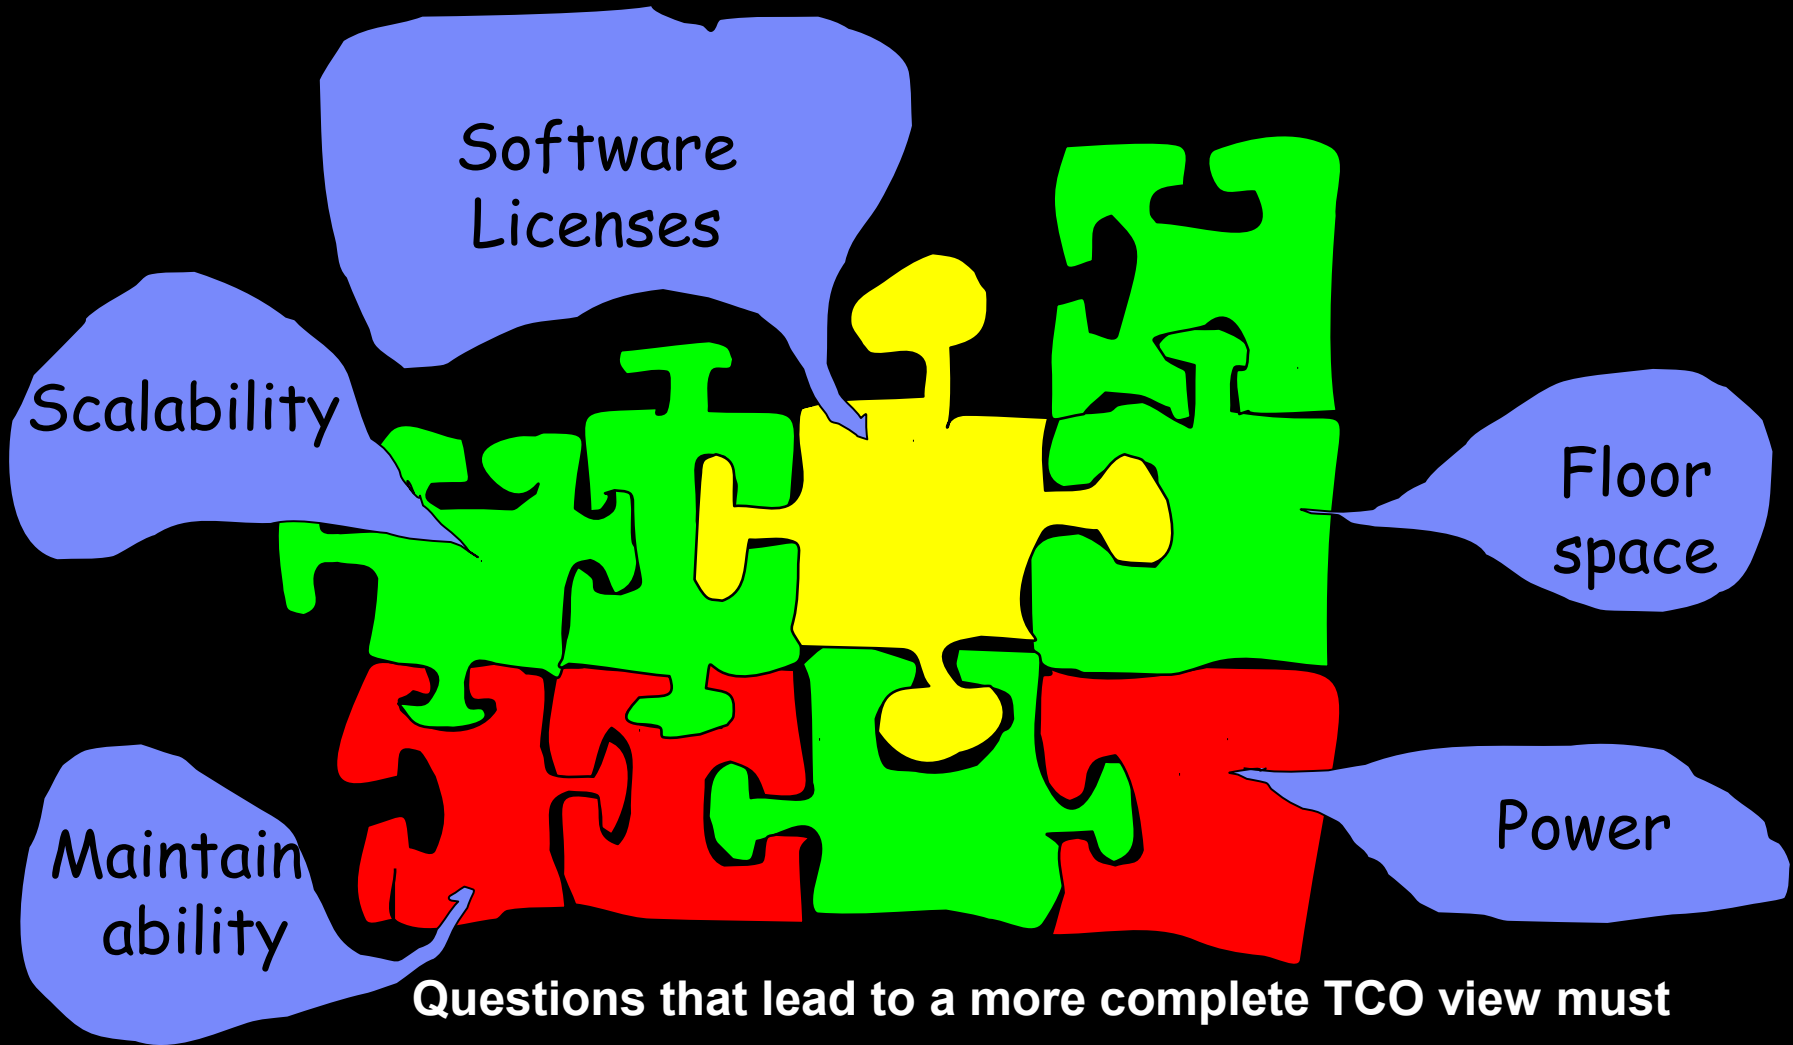 Software
Licenses
Scalability
Floor
space
Maintain
ability
Power
Questions that lead to a more complete TCO view must